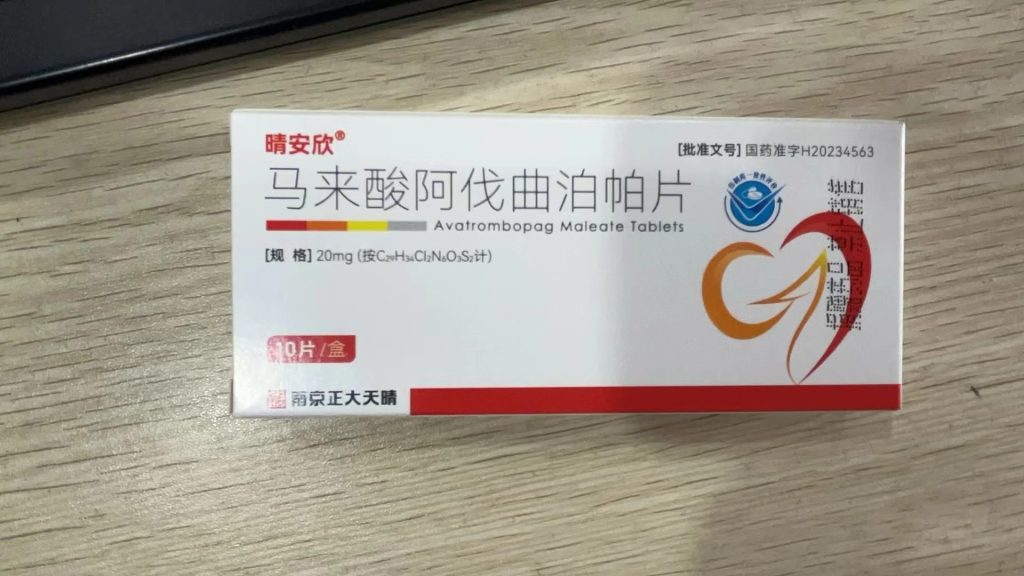 晴安欣®
[批准文号] 国药准字H20234563
马来酸阿伐曲泊帕片
Avatrombopag Maleate Tablets
[规 格] 20mg (按C₂₉H₃₄Cl₂N₆O₃S₂计)
10片/盒
南京正大天晴